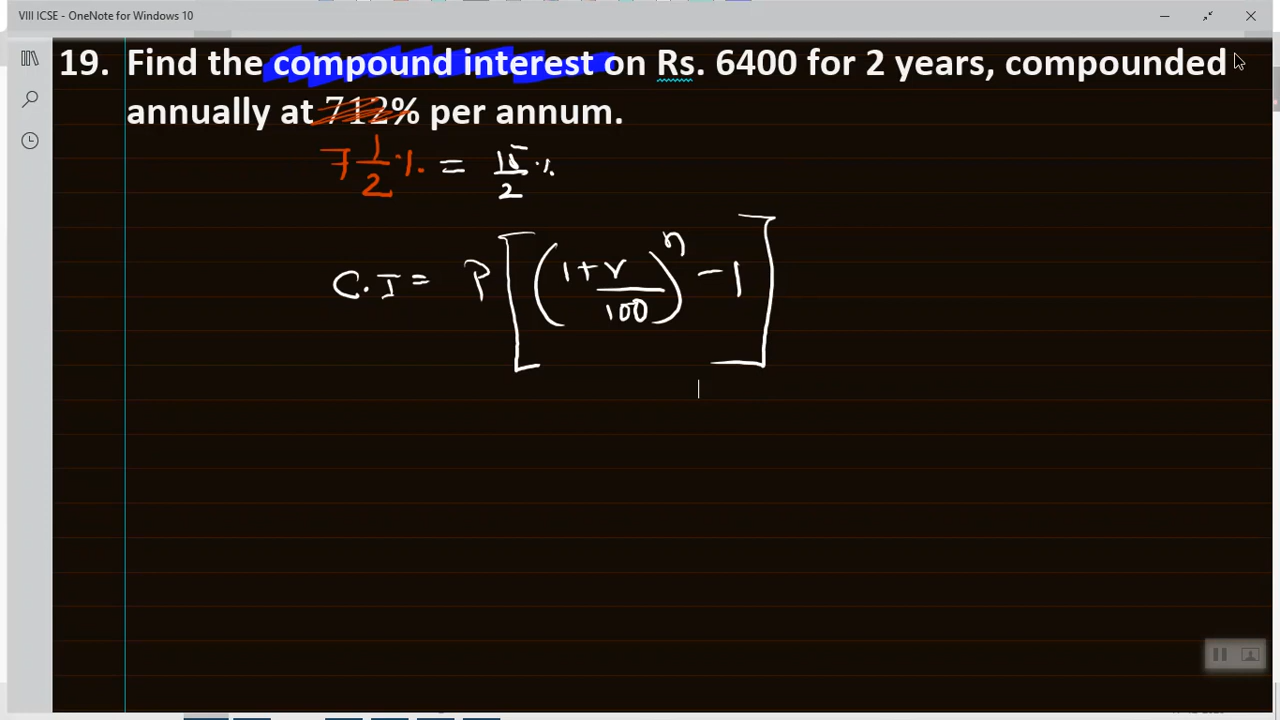 VIII ICSE - OneNote for Windows 10
19. Find the compound interest on Rs. 6400 for 2 years, compounded
annually at 712% per annum.
7 1/2 % = 15/2 %
C.I = P [ ( 1 + r/100 )^n - 1 ]